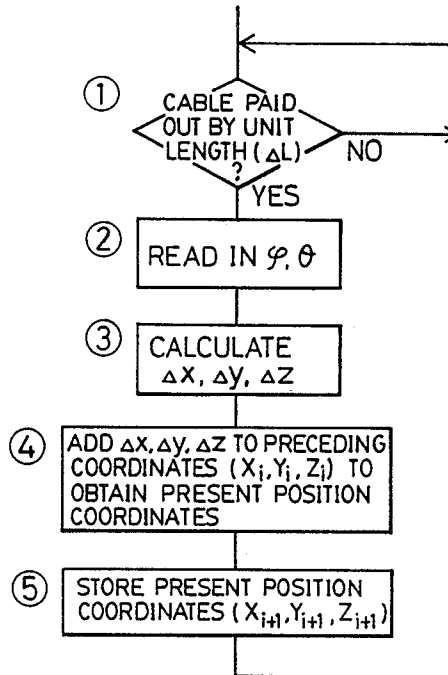 ①
CABLE PAID
OUT BY UNIT
LENGTH (ΔL)
?
NO
YES
②
READ IN φ, θ
③
CALCULATE
Δx, Δy, Δz
④
ADD Δx, Δy, Δz TO PRECEDING
COORDINATES (Xi, Yi, Zi) TO
OBTAIN PRESENT POSITION
COORDINATES
⑤
STORE PRESENT POSITION
COORDINATES (Xi+1, Yi+1, Zi+1)